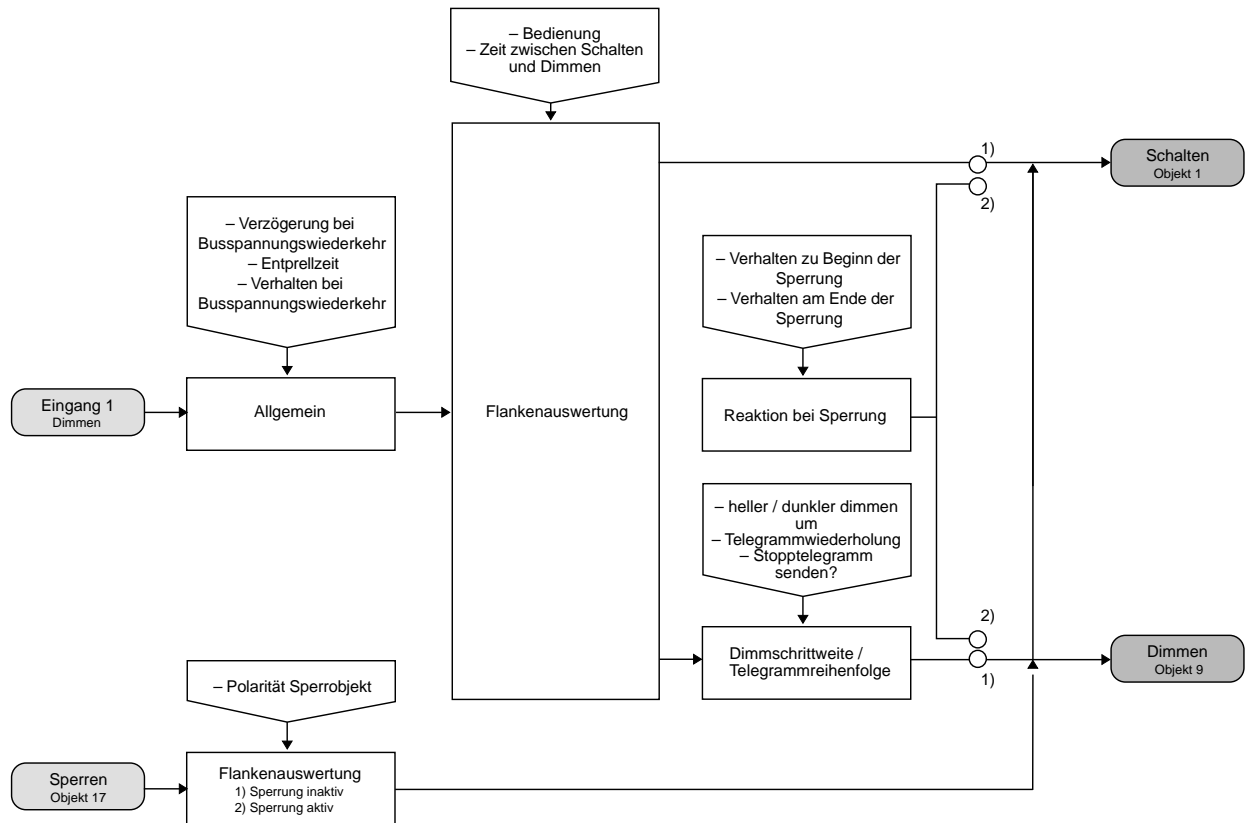 – Bedienung
– Zeit zwischen Schalten
und Dimmen
1)
Schalten
Objekt 1
2)
– Verzögerung bei
Busspannungswiederkehr
– Entprellzeit
– Verhalten bei
Busspannungswiederkehr
– Verhalten zu Beginn der
Sperrung
– Verhalten am Ende der
Sperrung
Eingang 1
Dimmen
Allgemein
Flankenauswertung
Reaktion bei Sperrung
– heller / dunkler dimmen
um
– Telegrammwiederholung
– Stopptelegramm
senden?
2)
Dimmschrittweite /
Telegrammreihenfolge
Dimmen
Objekt 9
1)
– Polarität Sperrobjekt
Sperren
Objekt 17
Flankenauswertung
1) Sperrung inaktiv
2) Sperrung aktiv